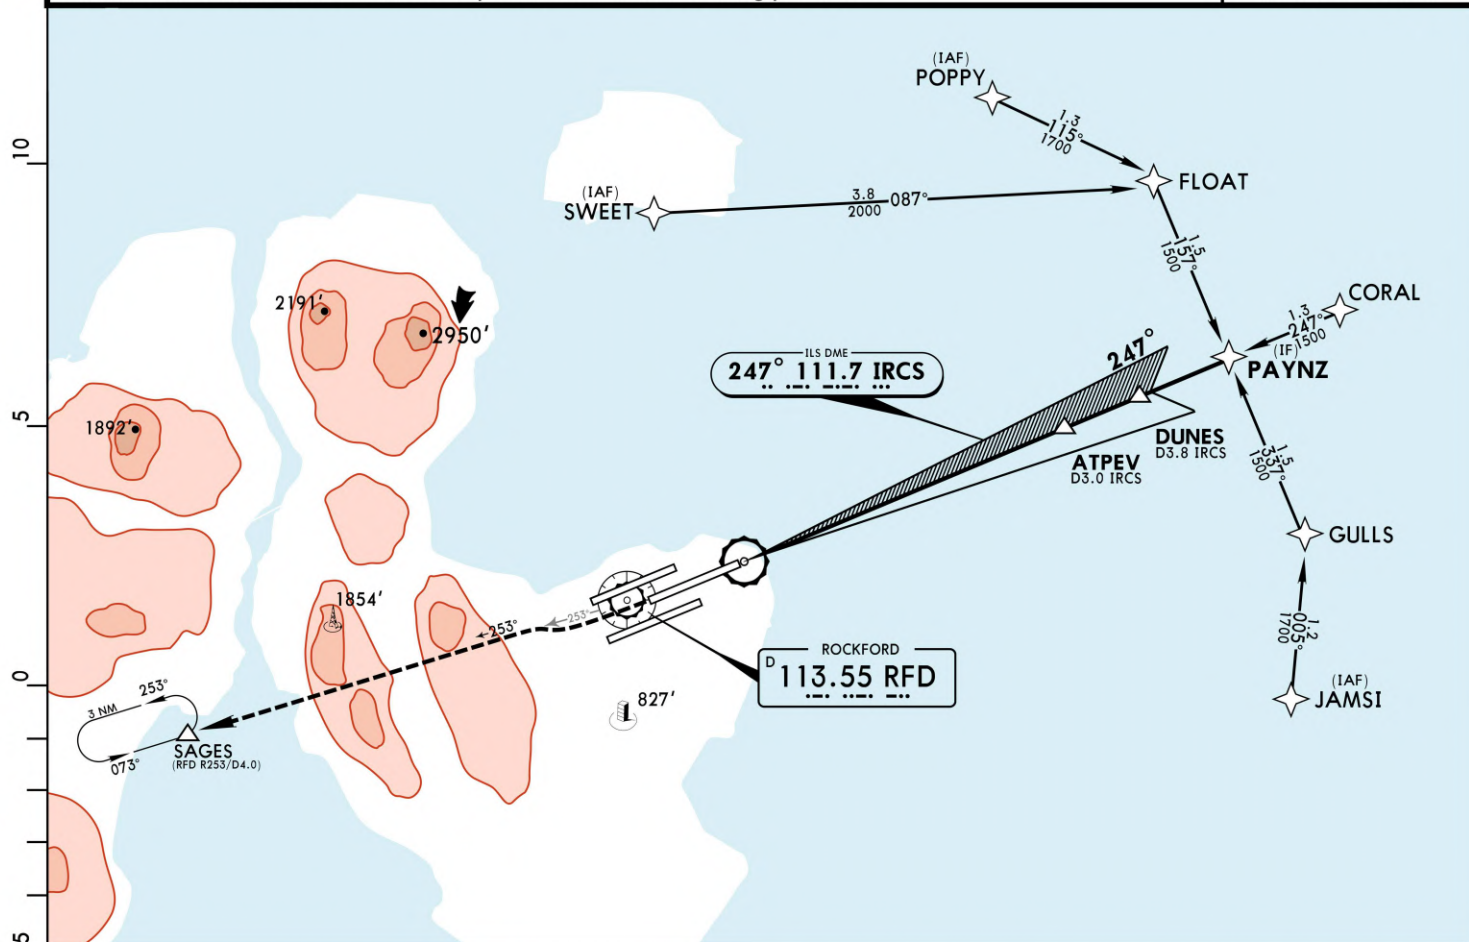 (IAF)
POPPY
1.3
115°
1700
10
FLOAT
(IAF)
SWEET
3.8
087°
2000
1.5
157°
1500
CORAL
1.3
247°
1500
(IF)
PAYNZ
2191'
2950'
247°
ILS DME
247° 111.7 IRCS
5
1892'
DUNES
D3.8 IRCS
ATPEV
D3.0 IRCS
1.5
337°
1500
GULLS
1854'
253°
253°
1.2
005°
1700
ROCKFORD
D
113.55 RFD
0
253°
3 NM
827'
(IAF)
JAMSI
SAGES
(RFD R253/D4.0)
073°
5